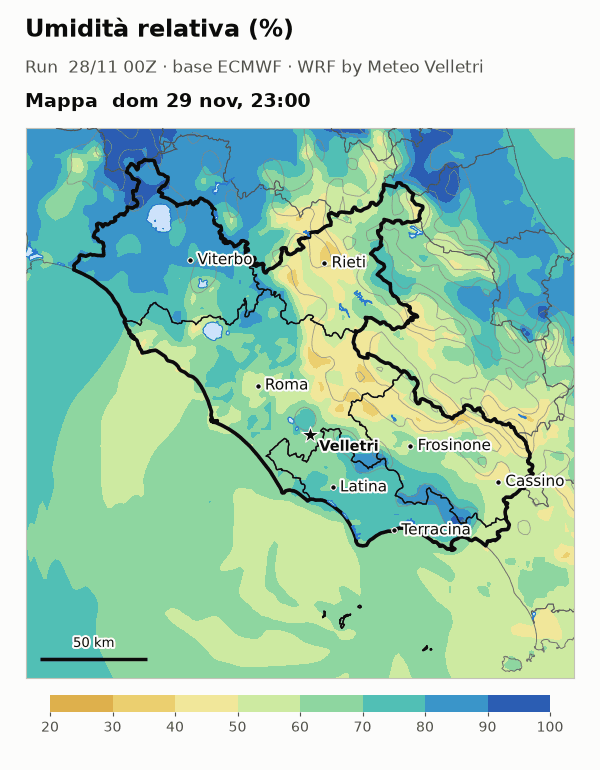 Umidità relativa (%)
Run 28/11 00Z · base ECMWF · WRF by Meteo Velletri
Mappa dom 29 nov, 23:00
Viterbo
Rieti
Roma
Velletri
Frosinone
Latina
Cassino
Terracina
50 km
20 30 40 50 60 70 80 90 100